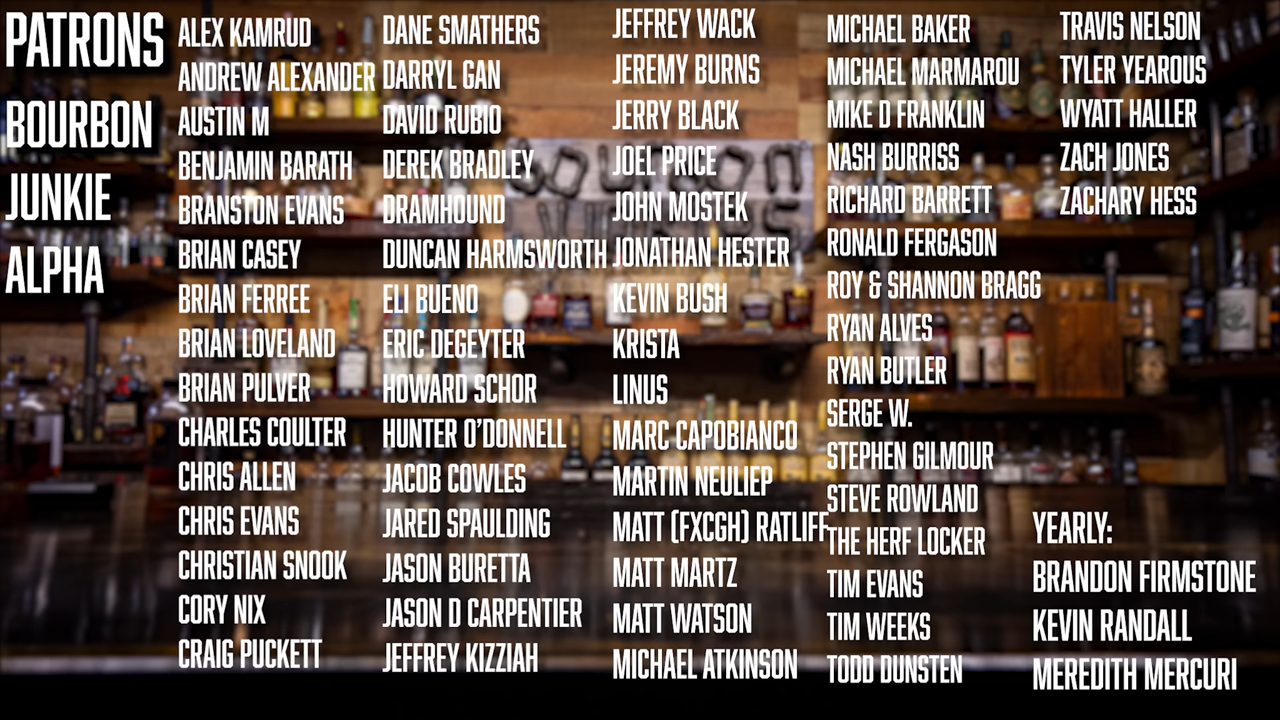 PATRONS
BOURBON
JUNKIE
ALPHA
ALEX KAMRUD
ANDREW ALEXANDER
AUSTIN M
BENJAMIN BARATH
BRANSTON EVANS
BRIAN CASEY
BRIAN FERREE
BRIAN LOVELAND
BRIAN PULVER
CHARLES COULTER
CHRIS ALLEN
CHRIS EVANS
CHRISTIAN SNOOK
CORY NIX
CRAIG PUCKETT
DANE SMATHERS
DARRYL GAN
DAVID RUBIO
DEREK BRADLEY
DRAMHOUND
DUNCAN HARMSWORTH
ELI BUENO
ERIC DEGEYTER
HOWARD SCHOR
HUNTER O'DONNELL
JACOB COWLES
JARED SPAULDING
JASON BURETTA
JASON D CARPENTIER
JEFFREY KIZZIAH
JEFFREY WACK
JEREMY BURNS
JERRY BLACK
JOEL PRICE
JOHN MOSTEK
JONATHAN HESTER
KEVIN BUSH
KRISTA
LINUS
MARC CAPOBIANCO
MARTIN NEULIEP
MATT (FXCGH) RATLIFF
MATT MARTZ
MATT WATSON
MICHAEL ATKINSON
MICHAEL BAKER
MICHAEL MARMAROU
MIKE D FRANKLIN
NASH BURRISS
RICHARD BARRETT
RONALD FERGASON
ROY & SHANNON BRAGG
RYAN ALVES
RYAN BUTLER
SERGE W.
STEPHEN GILMOUR
STEVE ROWLAND
THE HERF LOCKER
TIM EVANS
TIM WEEKS
TODD DUNSTEN
TRAVIS NELSON
TYLER YEAROUS
WYATT HALLER
ZACH JONES
ZACHARY HESS
YEARLY:
BRANDON FIRMSTONE
KEVIN RANDALL
MEREDITH MERCURI